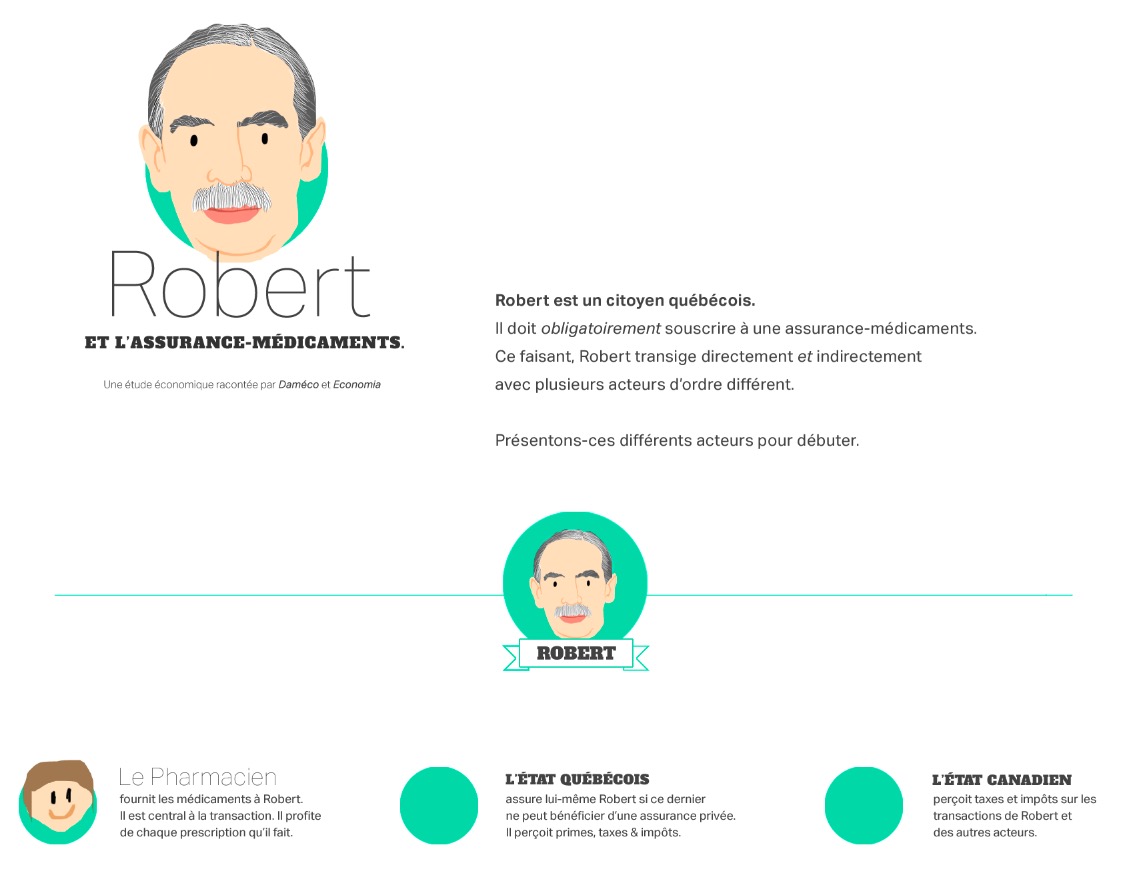 Robert
ET L'ASSURANCE-MÉDICAMENTS.
Une étude économique racontée par Daméco et Economia
Robert est un citoyen québécois.
Il doit obligatoirement souscrire à une assurance-médicaments.
Ce faisant, Robert transige directement et indirectement
avec plusieurs acteurs d'ordre différent.
Présentons-ces différents acteurs pour débuter.
ROBERT
Le Pharmacien
fournit les médicaments à Robert.
Il est central à la transaction. Il profite
de chaque prescription qu'il fait.
L'ÉTAT QUÉBÉCOIS
assure lui-même Robert si ce dernier
ne peut bénéficier d'une assurance privée.
Il perçoit primes, taxes & impôts.
L'ÉTAT CANADIEN
perçoit taxes et impôts sur les
transactions de Robert et
des autres acteurs.